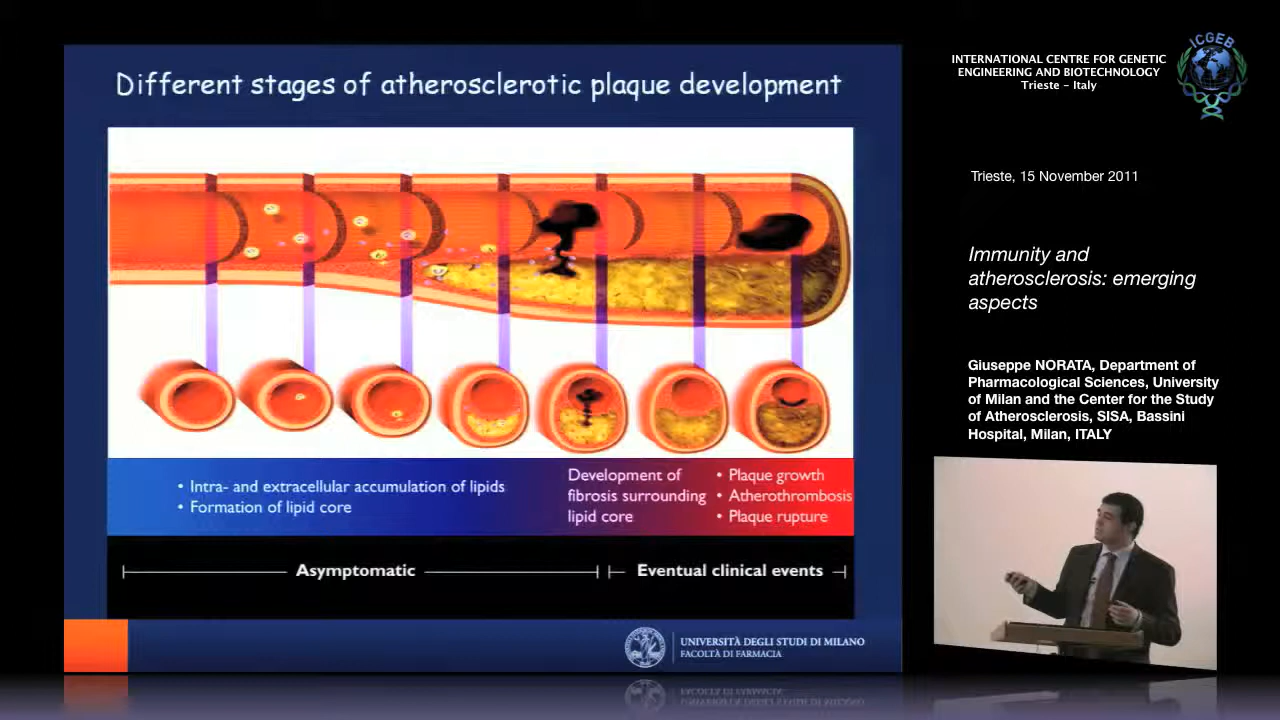 Different stages of atherosclerotic plaque development
• Intra- and extracellular accumulation of lipids
• Formation of lipid core
Development of
fibrosis surrounding
lipid core
• Plaque growth
• Atherothrombosis
• Plaque rupture
Asymptomatic
Eventual clinical events
UNIVERSITÀ DEGLI STUDI DI MILANO
FACOLTÀ DI FARMACIA
INTERNATIONAL CENTRE FOR GENETIC
ENGINEERING AND BIOTECHNOLOGY
Trieste - Italy
ICGEB
Trieste, 15 November 2011
Immunity and
atherosclerosis: emerging
aspects
Giuseppe NORATA, Department of
Pharmacological Sciences, University
of Milan and the Center for the Study
of Atherosclerosis, SISA, Bassini
Hospital, Milan, ITALY